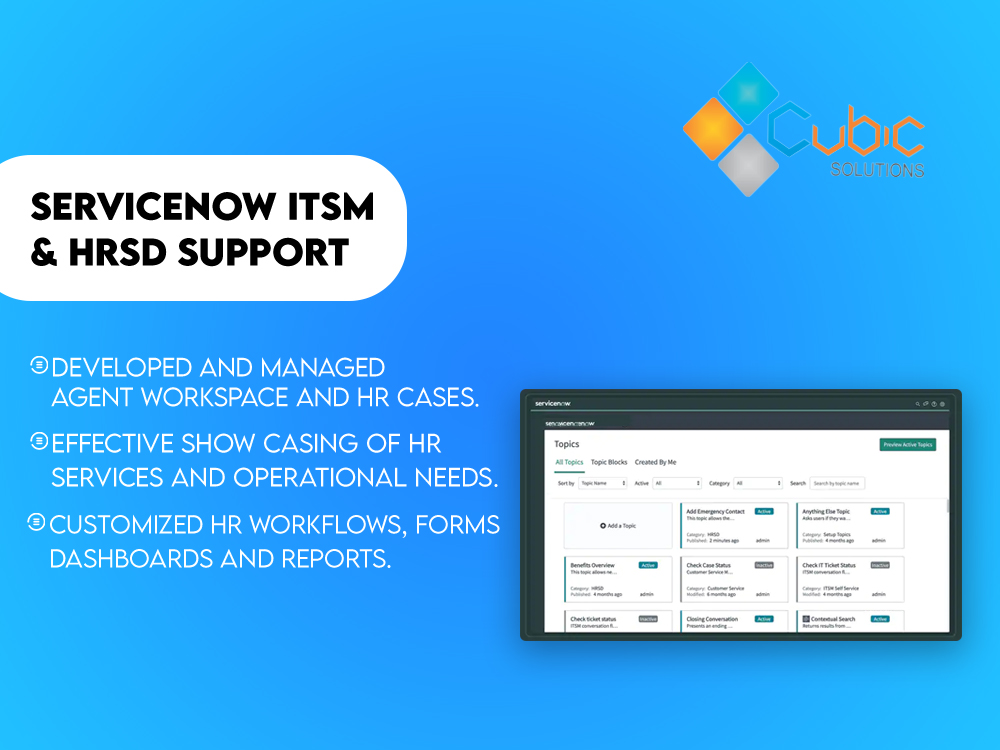 Cubic
SOLUTIONS
SERVICENOW ITSM
& HRSD SUPPORT
DEVELOPED AND MANAGED
AGENT WORKSPACE AND HR CASES.
EFFECTIVE SHOW CASING OF HR
SERVICES AND OPERATIONAL NEEDS.
CUSTOMIZED HR WORKFLOWS, FORMS
DASHBOARDS AND REPORTS.
servicenow
Topics
Preview Active Topics
All Topics Topic Blocks Created By Me
Sort by Topic Name Active All Category All Search Search by topic name
Add a Topic
Add Emergency Contact Active
This topic allows the...
Category: HRSD
Published: 2 minutes ago admin
Anything Else Topic Active
Asks users if they wa...
Category: Setup Topics
Published: 4 months ago admin
Benefits Overview Active
This topic allows ne...
Category: HRSD
Published: 4 months ago admin
Check Case Status Inactive
Customer Service M...
Category: Customer Service
Modified: 6 months ago admin
Check IT Ticket Status Inactive
ITSM conversation fl...
Category: ITSM Self Service
Modified: 4 months ago admin
Check ticket status Inactive
ITSM conversation fl...
Closing Conversation Active
Presents an ending ...
Contextual Search Active
Returns results from ...